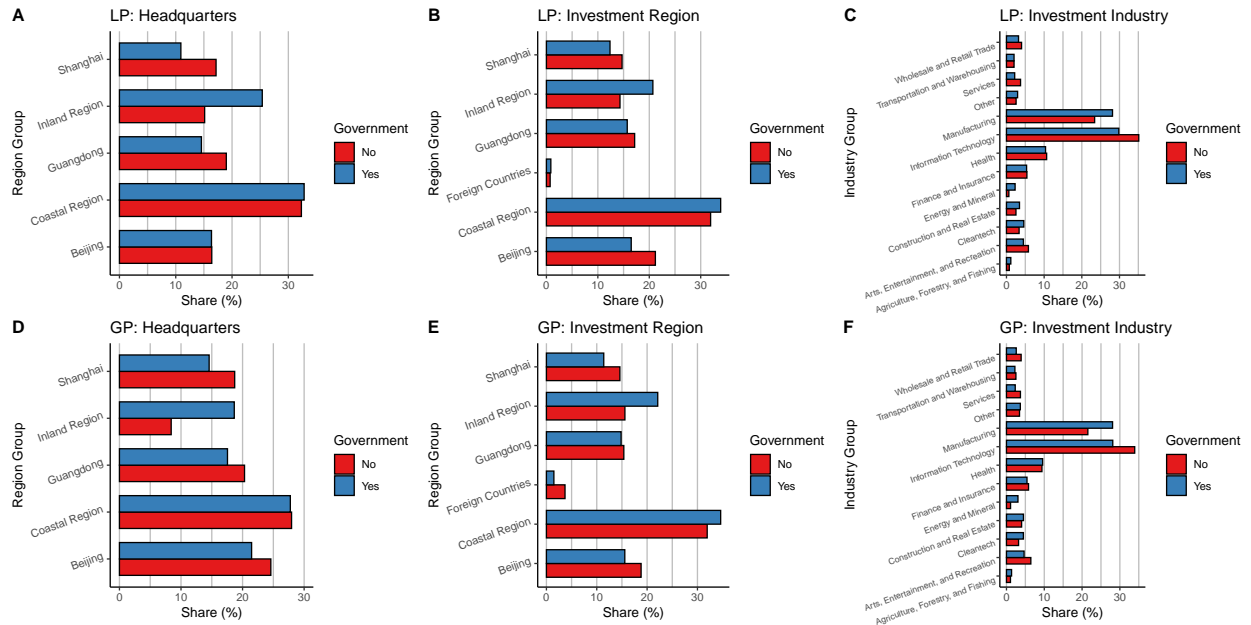 A
LP: Headquarters
Region Group
Shanghai
Inland Region
Guangdong
Coastal Region
Beijing
0 10 20 30
Share (%)
Government
No
Yes
B
LP: Investment Region
Region Group
Shanghai
Inland Region
Guangdong
Foreign Countries
Coastal Region
Beijing
0 10 20 30
Share (%)
Government
No
Yes
C
LP: Investment Industry
Industry Group
Wholesale and Retail Trade
Transportation and Warehousing
Services
Other
Manufacturing
Information Technology
Health
Finance and Insurance
Energy and Mineral
Construction and Real Estate
Cleantech
Arts, Entertainment, and Recreation
Agriculture, Forestry, and Fishing
0 10 20 30
Share (%)
Government
No
Yes
D
GP: Headquarters
Region Group
Shanghai
Inland Region
Guangdong
Coastal Region
Beijing
0 10 20 30
Share (%)
Government
No
Yes
E
GP: Investment Region
Region Group
Shanghai
Inland Region
Guangdong
Foreign Countries
Coastal Region
Beijing
0 10 20 30
Share (%)
Government
No
Yes
F
GP: Investment Industry
Industry Group
Wholesale and Retail Trade
Transportation and Warehousing
Services
Other
Manufacturing
Information Technology
Health
Finance and Insurance
Energy and Mineral
Construction and Real Estate
Cleantech
Arts, Entertainment, and Recreation
Agriculture, Forestry, and Fishing
0 10 20 30
Share (%)
Government
No
Yes